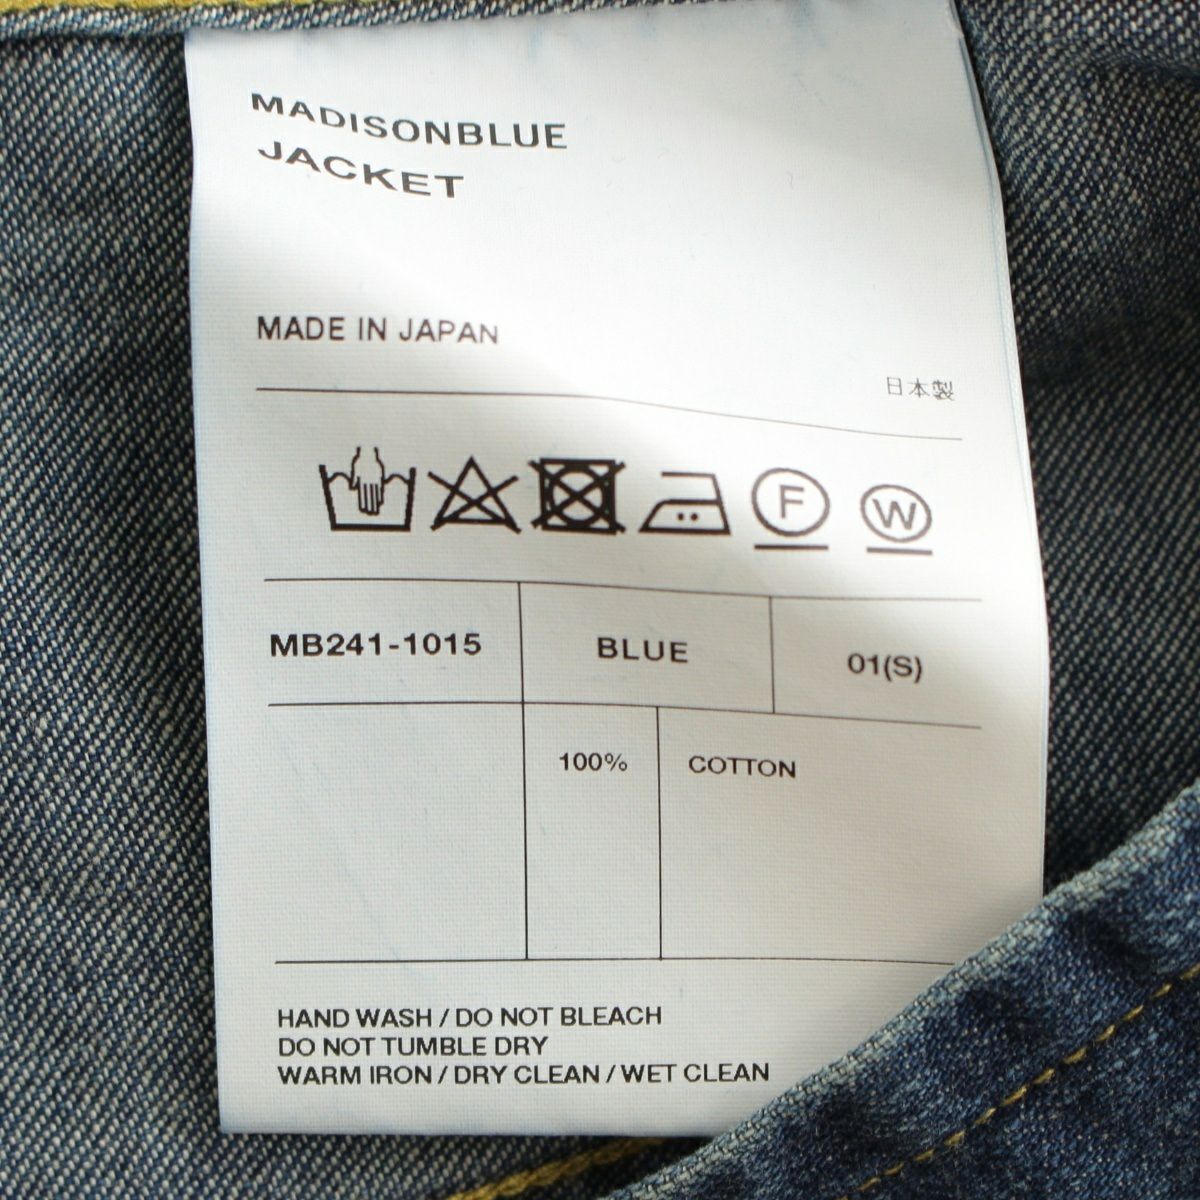 MADISONBLUE
JACKET
MADE IN JAPAN
日本製
F W
MB241-1015 BLUE 01(S)
100% COTTON
HAND WASH / DO NOT BLEACH
DO NOT TUMBLE DRY
WARM IRON / DRY CLEAN / WET CLEAN